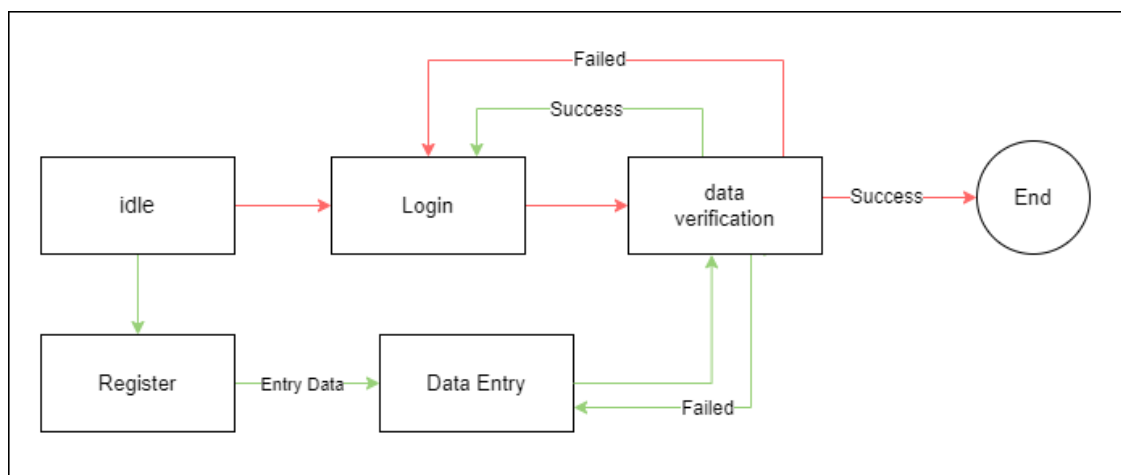 Failed
Success
idle
Login
data
verification
Success
End
Register
Entry Data
Data Entry
Failed